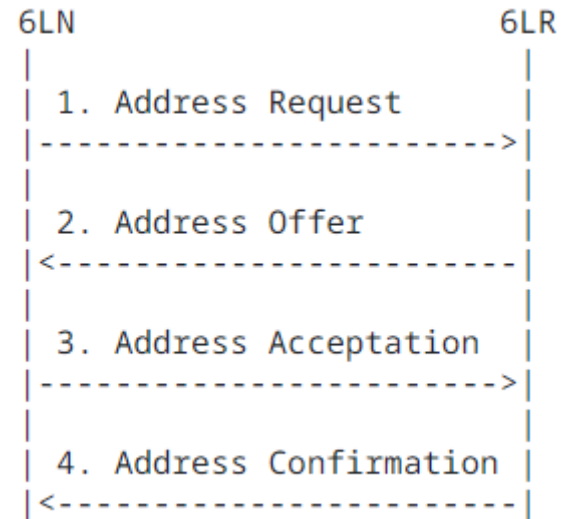 6LN 6LR
1. Address Request
2. Address Offer
3. Address Acceptation
4. Address Confirmation